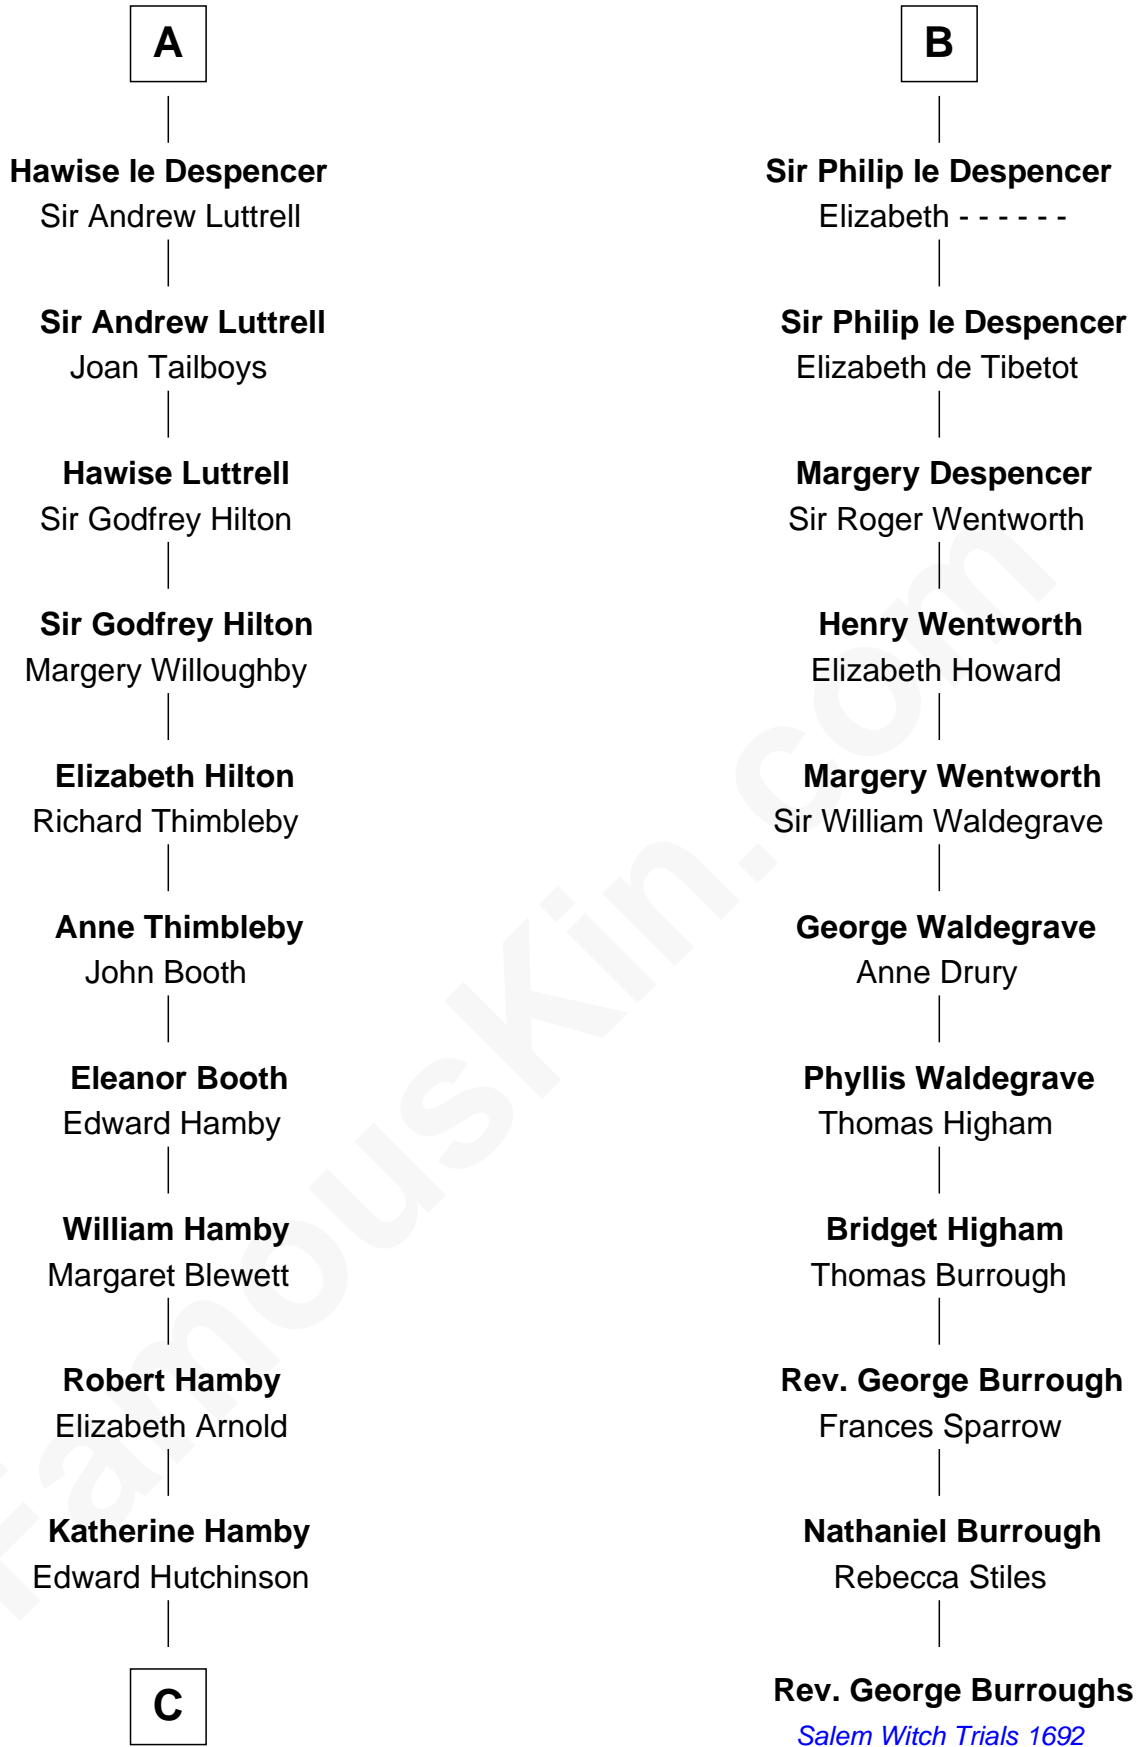 A
Hawise le Despencer
Sir Andrew Luttrell
Sir Andrew Luttrell
Joan Tailboys
Hawise Luttrell
Sir Godfrey Hilton
Sir Godfrey Hilton
Margery Willoughby
Elizabeth Hilton
Richard Thimbleby
Anne Thimbleby
John Booth
Eleanor Booth
Edward Hamby
William Hamby
Margaret Blewett
Robert Hamby
Elizabeth Arnold
Katherine Hamby
Edward Hutchinson
C
B
Sir Philip le Despencer
Elizabeth - - - - - -
Sir Philip le Despencer
Elizabeth de Tibetot
Margery Despencer
Sir Roger Wentworth
Henry Wentworth
Elizabeth Howard
Margery Wentworth
Sir William Waldegrave
George Waldegrave
Anne Drury
Phyllis Waldegrave
Thomas Higham
Bridget Higham
Thomas Burrough
Rev. George Burrough
Frances Sparrow
Nathaniel Burrough
Rebecca Stiles
Rev. George Burroughs
Salem Witch Trials 1692
FamousKin.com